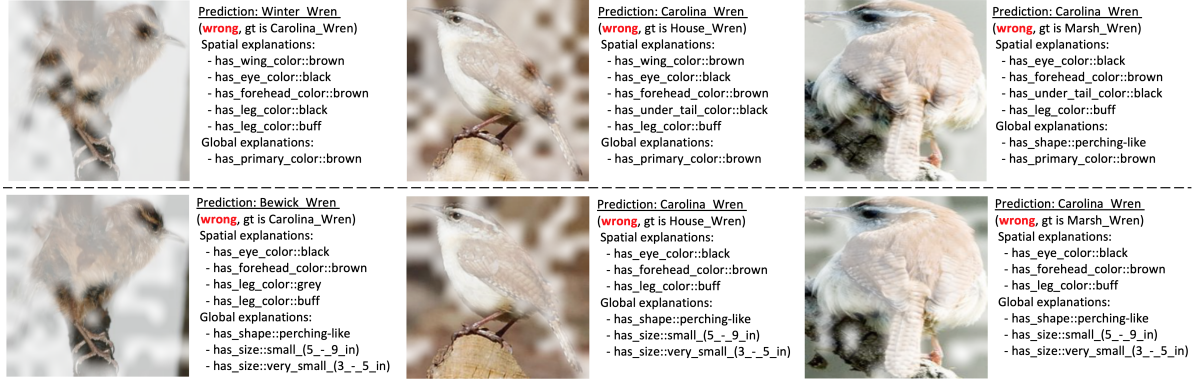 Prediction: Winter_Wren
(wrong, gt is Carolina_Wren)
Spatial explanations:
- has_wing_color::brown
- has_eye_color::black
- has_forehead_color::brown
- has_leg_color::black
- has_leg_color::buff
Global explanations:
- has_primary_color::brown
Prediction: Carolina_Wren
(wrong, gt is House_Wren)
Spatial explanations:
- has_wing_color::brown
- has_eye_color::black
- has_forehead_color::brown
- has_under_tail_color::black
- has_leg_color::buff
Global explanations:
- has_primary_color::brown
Prediction: Carolina_Wren
(wrong, gt is Marsh_Wren)
Spatial explanations:
- has_eye_color::black
- has_forehead_color::brown
- has_under_tail_color::black
- has_leg_color::buff
Global explanations:
- has_shape::perching-like
- has_primary_color::brown
Prediction: Bewick_Wren
(wrong, gt is Carolina_Wren)
Spatial explanations:
- has_eye_color::black
- has_forehead_color::brown
- has_leg_color::grey
- has_leg_color::buff
Global explanations:
- has_shape::perching-like
- has_size::small_(5_-_9_in)
- has_size::very_small_(3_-_5_in)
Prediction: Carolina_Wren
(wrong, gt is House_Wren)
Spatial explanations:
- has_eye_color::black
- has_forehead_color::brown
- has_leg_color::buff
Global explanations:
- has_shape::perching-like
- has_size::small_(5_-_9_in)
- has_size::very_small_(3_-_5_in)
Prediction: Carolina_Wren
(wrong, gt is Marsh_Wren)
Spatial explanations:
- has_eye_color::black
- has_forehead_color::brown
- has_leg_color::buff
Global explanations:
- has_shape::perching-like
- has_size::small_(5_-_9_in)
- has_size::very_small_(3_-_5_in)